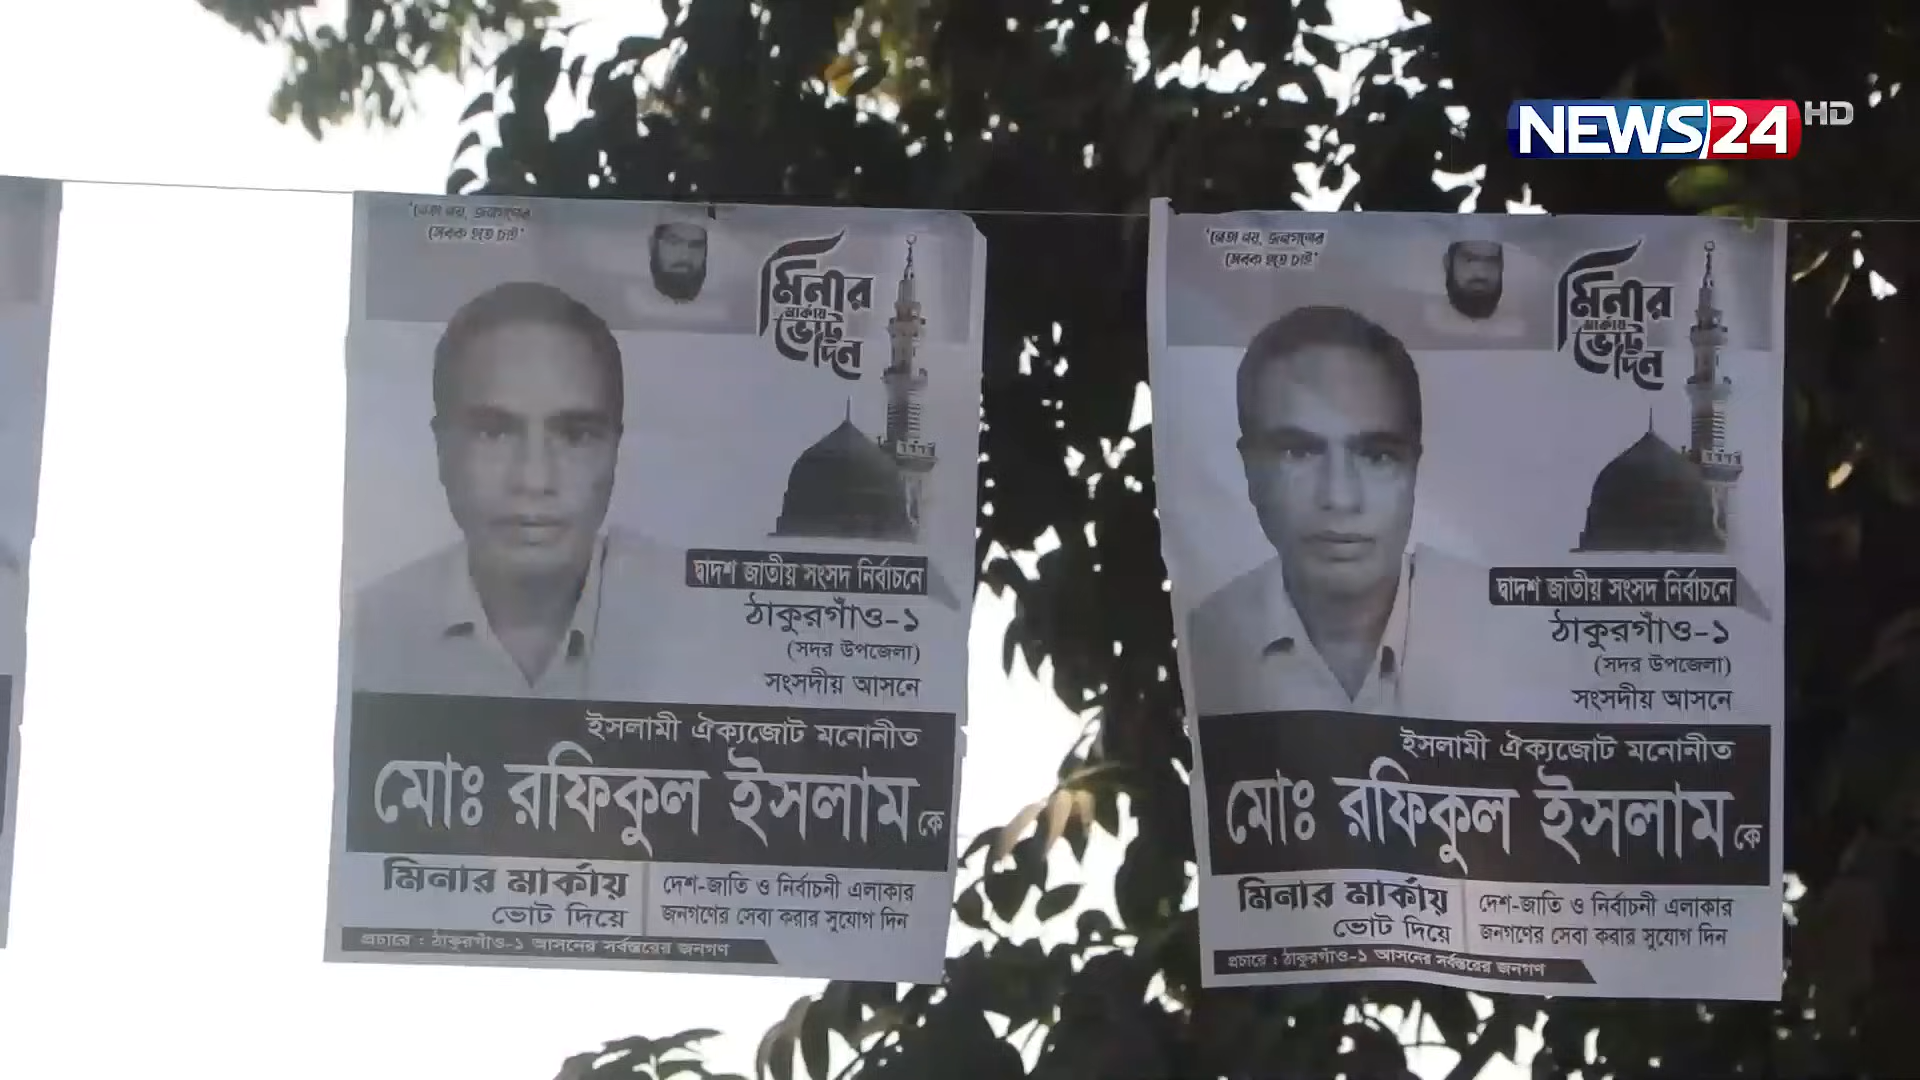 NEWS24 HD
'নেতা নয়, জনগণের
সেবক হতে চাই'
মিনার
মার্কায়
ভোট
দিন
দ্বাদশ জাতীয় সংসদ নির্বাচনে
ঠাকুরগাঁও-১
(সদর উপজেলা)
সংসদীয় আসনে
ইসলামী ঐক্যজোট মনোনীত
মোঃ রফিকুল ইসলাম কে
মিনার মার্কায়
ভোট দিয়ে
দেশ-জাতি ও নির্বাচনী এলাকার
জনগণের সেবা করার সুযোগ দিন
প্রচারে : ঠাকুরগাঁও-১ আসনের সর্বস্তরের জনগণ
'নেতা নয়, জনগণের
সেবক হতে চাই'
মিনার
মার্কায়
ভোট
দিন
দ্বাদশ জাতীয় সংসদ নির্বাচনে
ঠাকুরগাঁও-১
(সদর উপজেলা)
সংসদীয় আসনে
ইসলামী ঐক্যজোট মনোনীত
মোঃ রফিকুল ইসলাম কে
মিনার মার্কায়
ভোট দিয়ে
দেশ-জাতি ও নির্বাচনী এলাকার
জনগণের সেবা করার সুযোগ দিন
প্রচারে : ঠাকুরগাঁও-১ আসনের সর্বস্তরের জনগণ